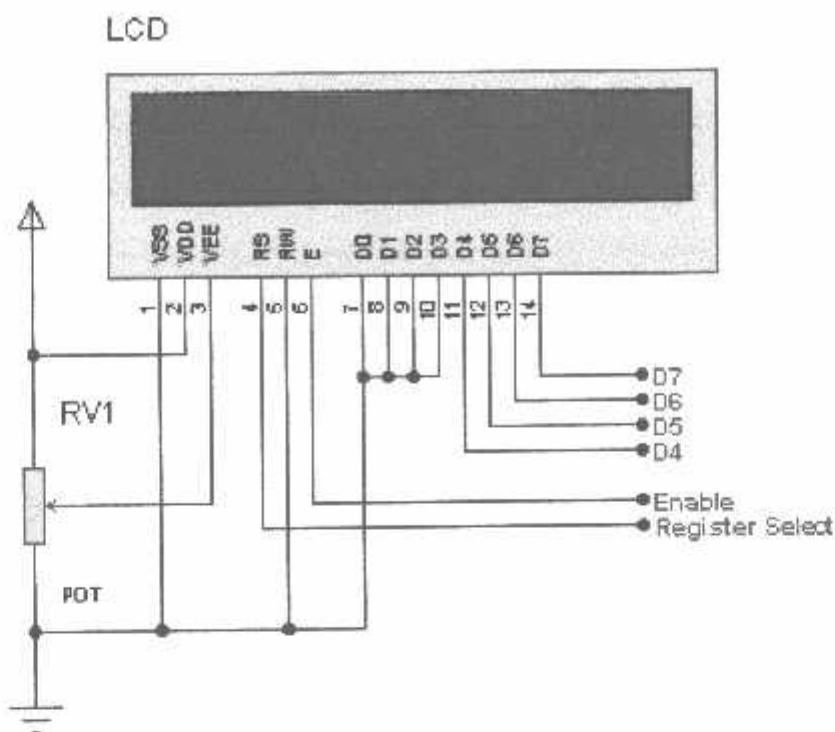 LCD
VSS VDD VEE RS RW E D0 D1 D2 D3 D4 D5 D6 D7
1 2 3 4 5 6 7 8 9 10 11 12 13 14
D7
D6
D5
D4
RV1
Enable
Register Select
POT